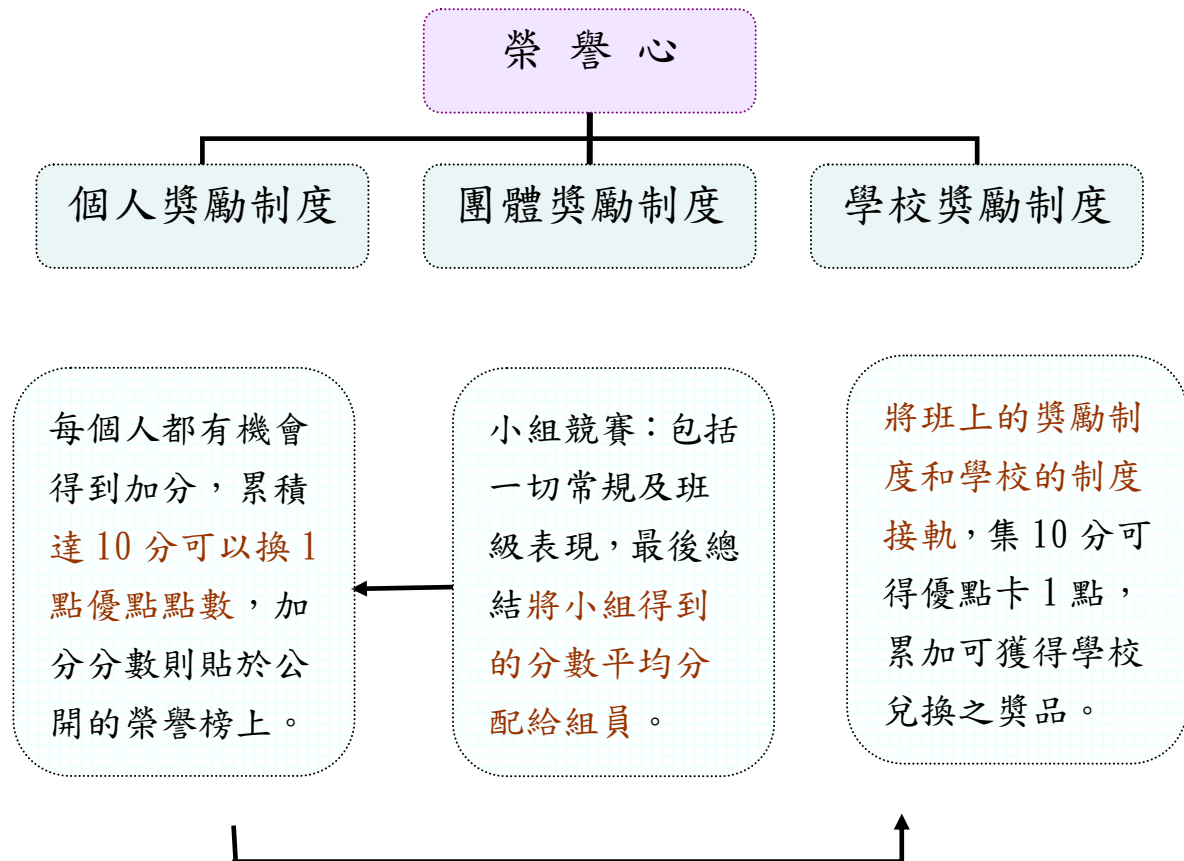 榮 譽 心
個人獎勵制度
團體獎勵制度
學校獎勵制度
每個人都有機會
得到加分，累積
達 10 分可以換 1
點優點點數，加
分分數則貼於公
開的榮譽榜上。
小組競賽：包括
一切常規及班
級表現，最後總
結將小組得到
的分數平均分
配給組員。
將班上的獎勵制
度和學校的制度
接軌，集 10 分可
得優點卡 1 點，
累加可獲得學校
兌換之獎品。